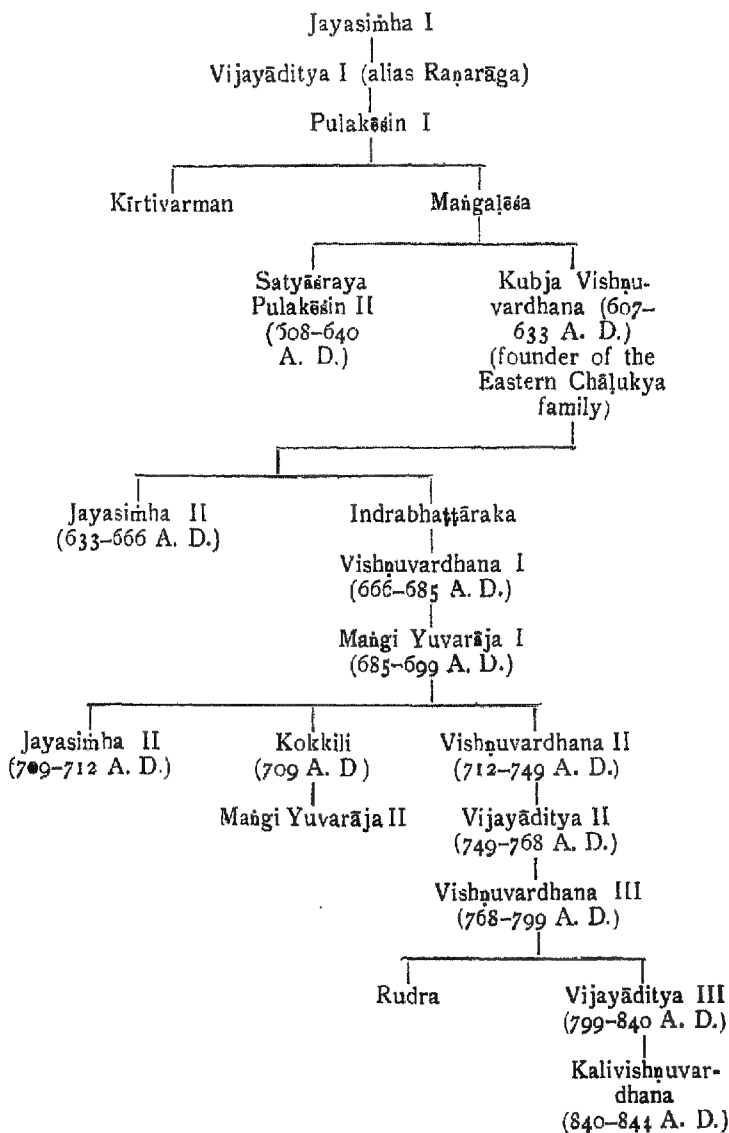 Jayasiṁha I
Vijayāditya I (alias Raṇarāga)
Pulakēśin I
Kīrtivarman
Maṅgaḷēśa
Satyāśraya
Pulakēśin II
(508–640
A. D.)
Kubja Vishṇu-
vardhana (607–
633 A. D.)
(founder of the
Eastern Chāḷukya
family)
Jayasiṁha II
(633–666 A. D.)
Indrabhaṭṭāraka
Vishṇuvardhana I
(666–685 A. D.)
Maṅgi Yuvarāja I
(685–699 A. D.)
Jayasiṁha II
(709–712 A. D.)
Kokkili
(709 A. D)
Maṅgi Yuvarāja II
Vishṇuvardhana II
(712–749 A. D.)
Vijayāditya II
(749–768 A. D.)
Vishṇuvardhana III
(768–799 A. D.)
Rudra
Vijayāditya III
(799–840 A. D.)
Kalivishṇuvar-
dhana
(840–844 A. D.)